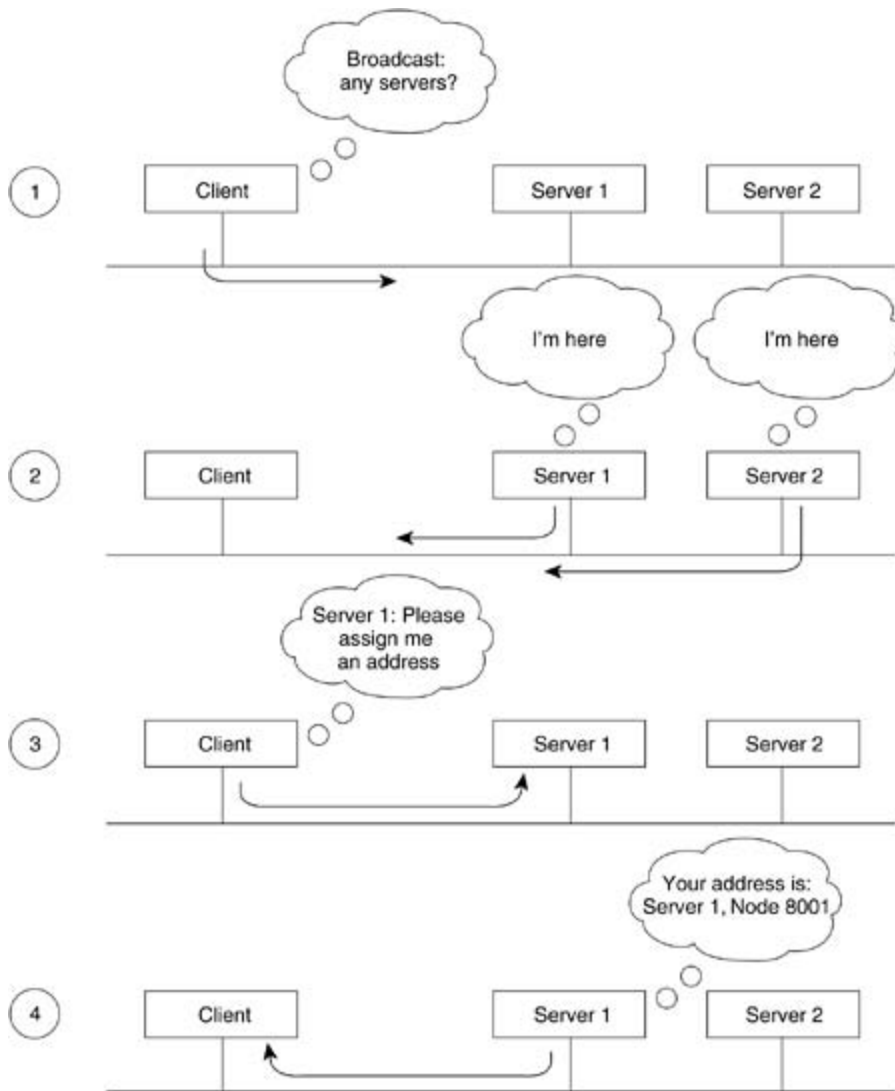 Broadcast:
any servers?
1
Client
Server 1
Server 2
I'm here
I'm here
2
Client
Server 1
Server 2
Server 1: Please
assign me
an address
3
Client
Server 1
Server 2
Your address is:
Server 1, Node 8001
4
Client
Server 1
Server 2